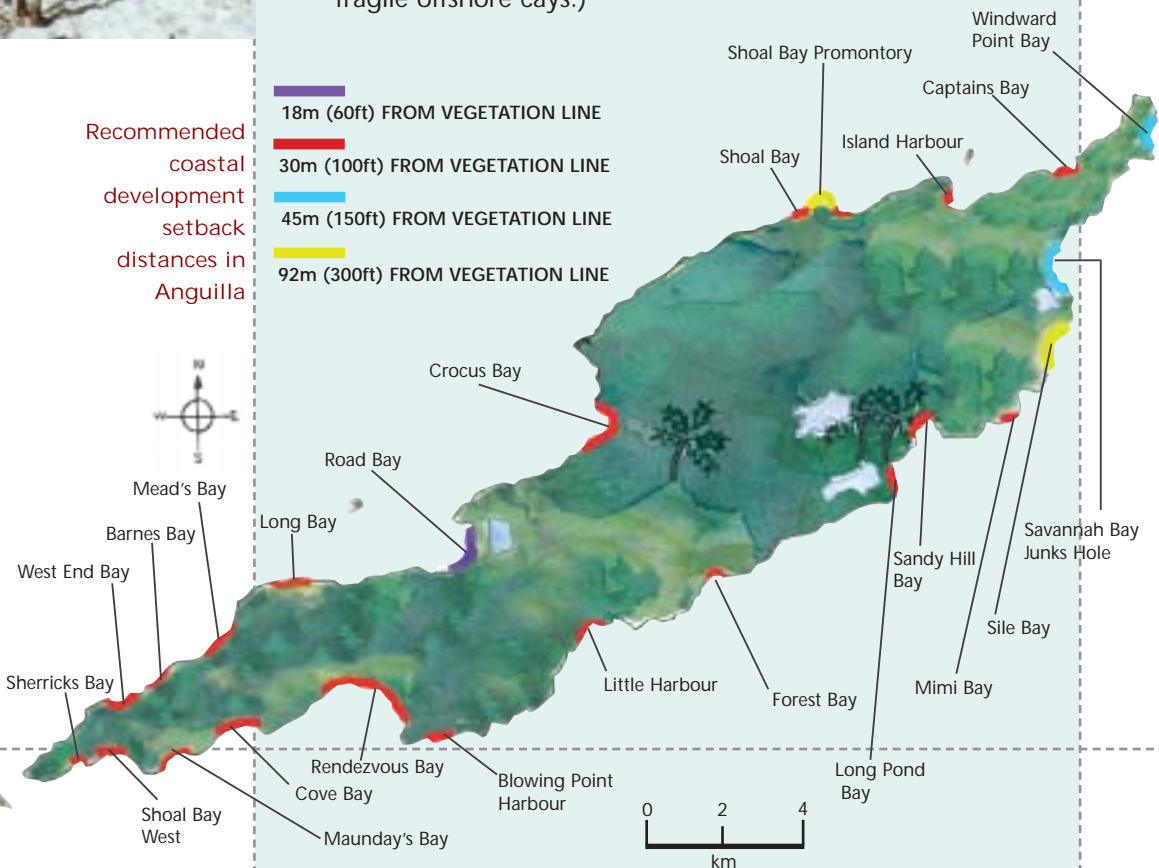 fragile offshore cays.)
Recommended
coastal
development
setback
distances in
Anguilla
18m (60ft) FROM VEGETATION LINE
30m (100ft) FROM VEGETATION LINE
45m (150ft) FROM VEGETATION LINE
92m (300ft) FROM VEGETATION LINE
Windward
Point Bay
Shoal Bay Promontory
Captains Bay
Island Harbour
Shoal Bay
Crocus Bay
N
W
E
S
Road Bay
Mead's Bay
Long Bay
Barnes Bay
West End Bay
Sherricks Bay
Savannah Bay
Junks Hole
Sandy Hill
Bay
Sile Bay
Mimi Bay
Little Harbour
Forest Bay
Long Pond
Bay
Rendezvous Bay
Blowing Point
Harbour
Cove Bay
Shoal Bay
West
Maunday's Bay
0 2 4
km